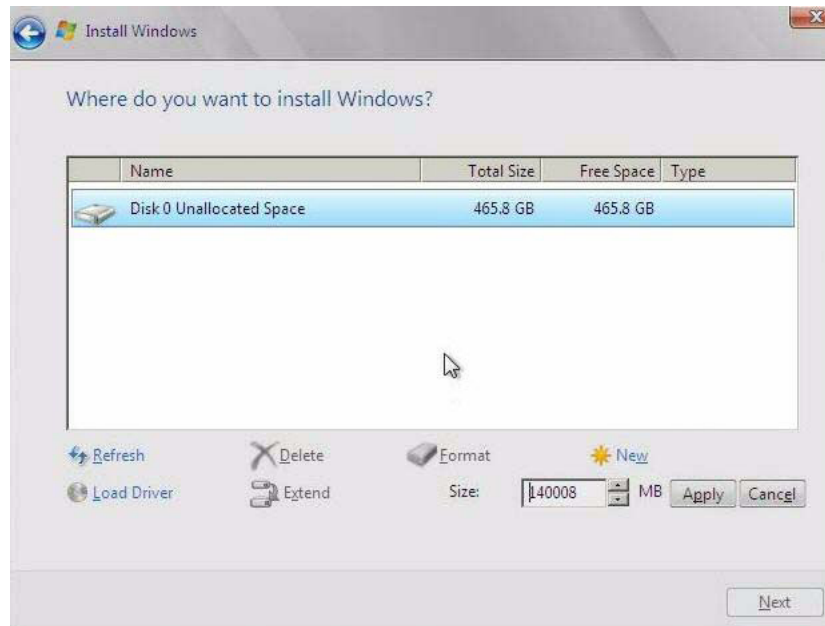 Install Windows
Where do you want to install Windows?
Name Total Size Free Space Type
Disk 0 Unallocated Space 465.8 GB 465.8 GB
Refresh Delete Format New
Load Driver Extend Size: 140008 MB Apply Cancel
Next